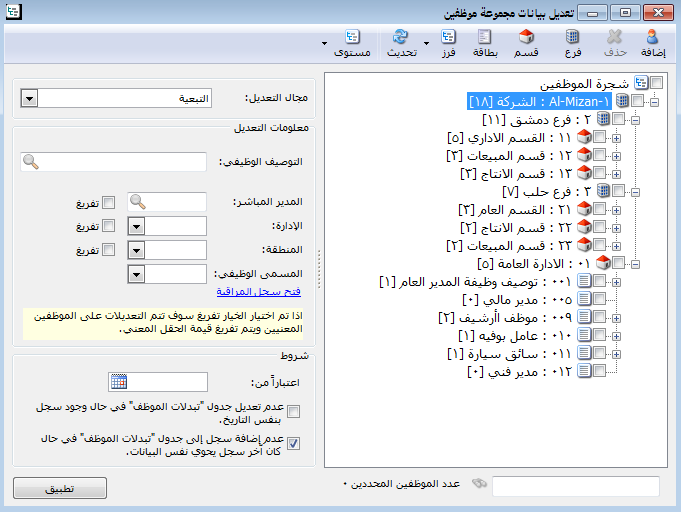 تعديل بيانات مجموعة موظفين
إضافة
حذف
فرع
قسم
بطاقة
فرز
تحديث
مستوى
شجرة الموظفين
Al-Mizan-١ : الشركة [١٨]
٢ : فرع دمشق [١١]
١١ : القسم الاداري [٥]
١٢ : قسم المبيعات [٣]
١٣ : قسم الانتاج [٣]
٣ : فرع حلب [٧]
٢١ : القسم العام [٣]
٢٢ : قسم الانتاج [٢]
٢٣ : قسم المبيعات [٢]
٠١ : الادارة العامة [٥]
٠٠١ : توصيف وظيفة المدير العام [١]
٠٠٥ : مدير مالي [٠]
٠٠٩ : موظف أأرشيف [٢]
٠١٠ : عامل بوفيه [١]
٠١١ : سائق سيارة [١]
٠١٢ : مدير فني [٠]
عدد الموظفين المحددين ٠
مجال التعديل:
التبعية
معلومات التعديل
التوصيف الوظيفي:
المدير المباشر:
تفريغ
الإدارة:
تفريغ
المنطقة:
تفريغ
المسمى الوظيفي:
فتح سجل المراقبة
اذا تم اختيار الخيار تفريغ سوف تتم التعديلات على الموظفين
المعنيين ويتم تفريغ قيمة الحقل المعني.
شروط
اعتباراً من:
عدم تعديل جدول "تبدلات الموظف" في حال وجود سجل
بنفس التاريخ.
عدم إضافة سجل إلى جدول "تبدلات الموظف" في حال
كان آخر سجل يحوي نفس البيانات.
تطبيق